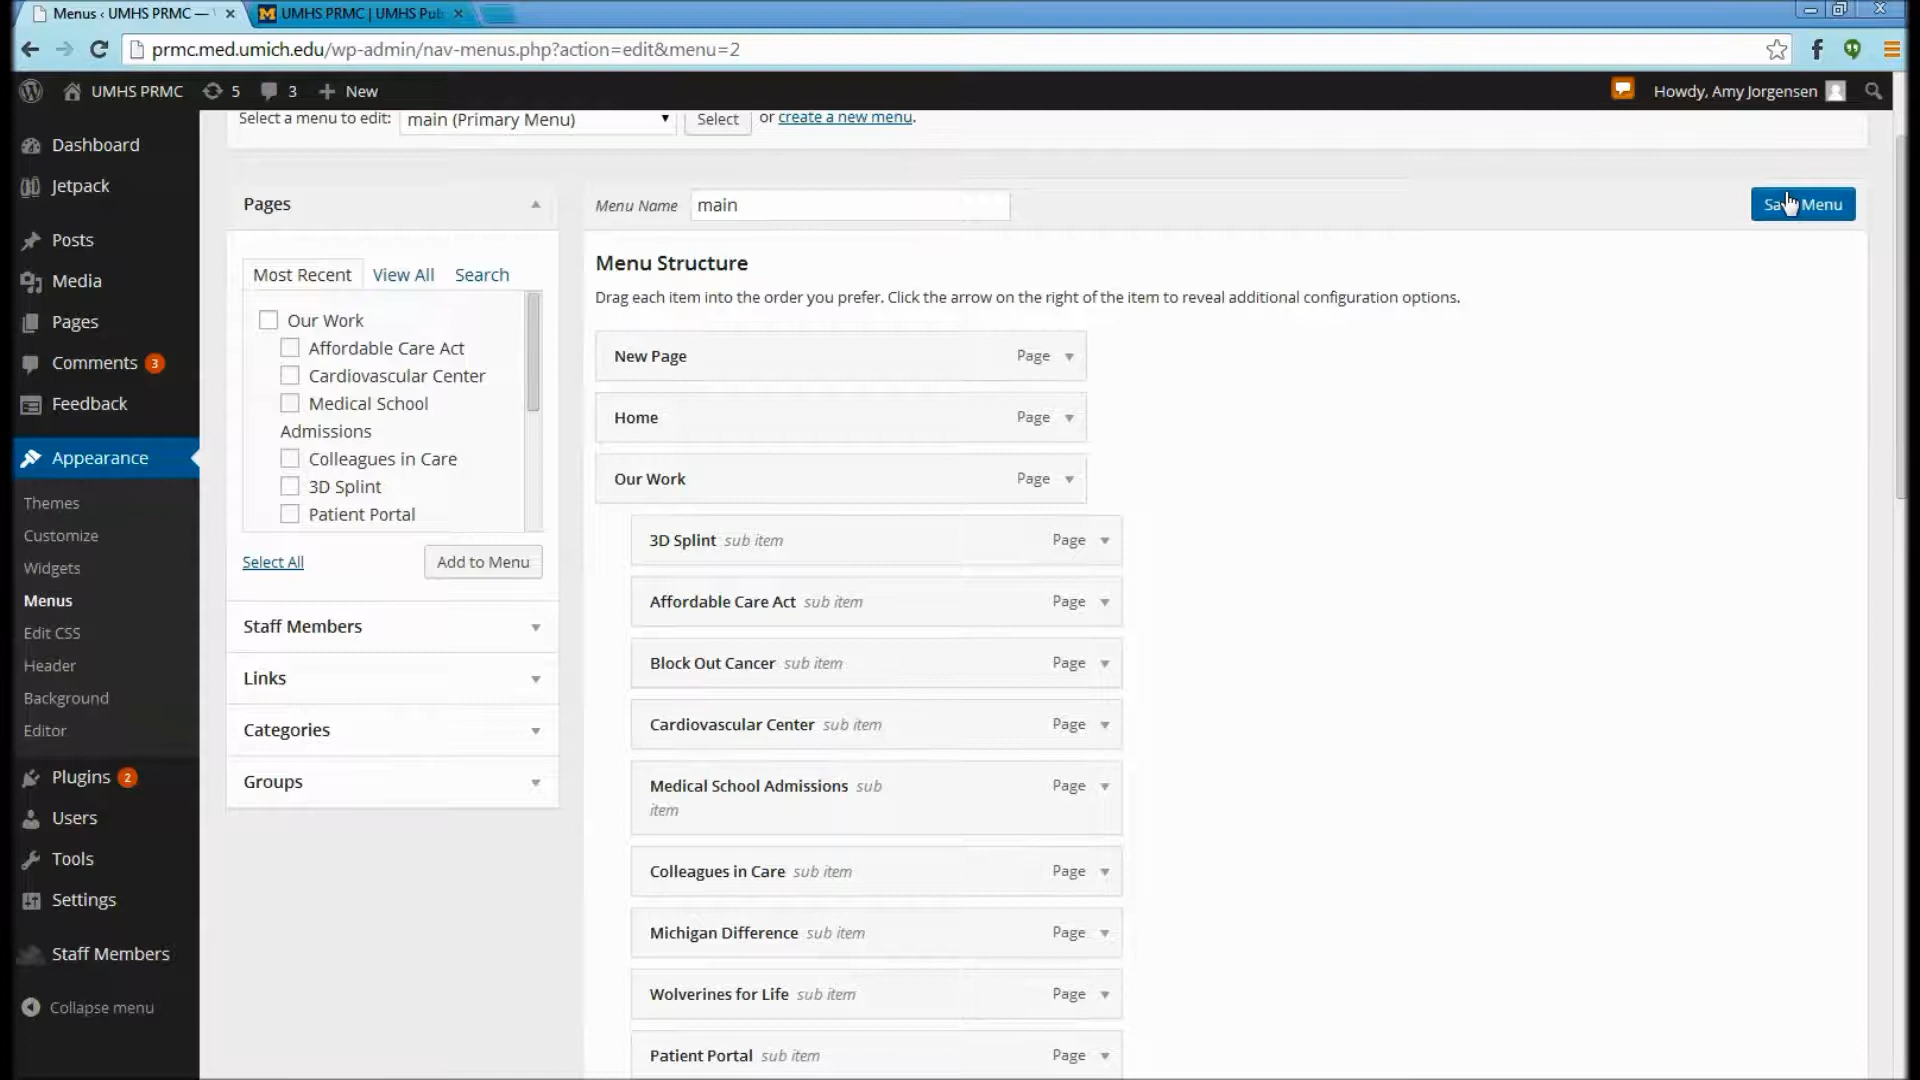 Menus ‹ UMHS PRMC —
UMHS PRMC | UMHS Pub
prmc.med.umich.edu/wp-admin/nav-menus.php?action=edit&menu=2
UMHS PRMC 5 3 + New
Howdy, Amy Jorgensen
Select a menu to edit: main (Primary Menu) Select or create a new menu.
Dashboard
Jetpack
Posts
Media
Pages
Comments 3
Feedback
Appearance
Themes
Customize
Widgets
Menus
Edit CSS
Header
Background
Editor
Plugins 2
Users
Tools
Settings
Staff Members
Collapse menu
Pages
Most Recent View All Search
Our Work
Affordable Care Act
Cardiovascular Center
Medical School
Admissions
Colleagues in Care
3D Splint
Patient Portal
Select All Add to Menu
Staff Members
Links
Categories
Groups
Menu Name main
Menu
Menu Structure
Drag each item into the order you prefer. Click the arrow on the right of the item to reveal additional configuration options.
New Page Page
Home Page
Our Work Page
3D Splint sub item Page
Affordable Care Act sub item Page
Block Out Cancer sub item Page
Cardiovascular Center sub item Page
Medical School Admissions sub Page
item
Colleagues in Care sub item Page
Michigan Difference sub item Page
Wolverines for Life sub item Page
Patient Portal sub item Page